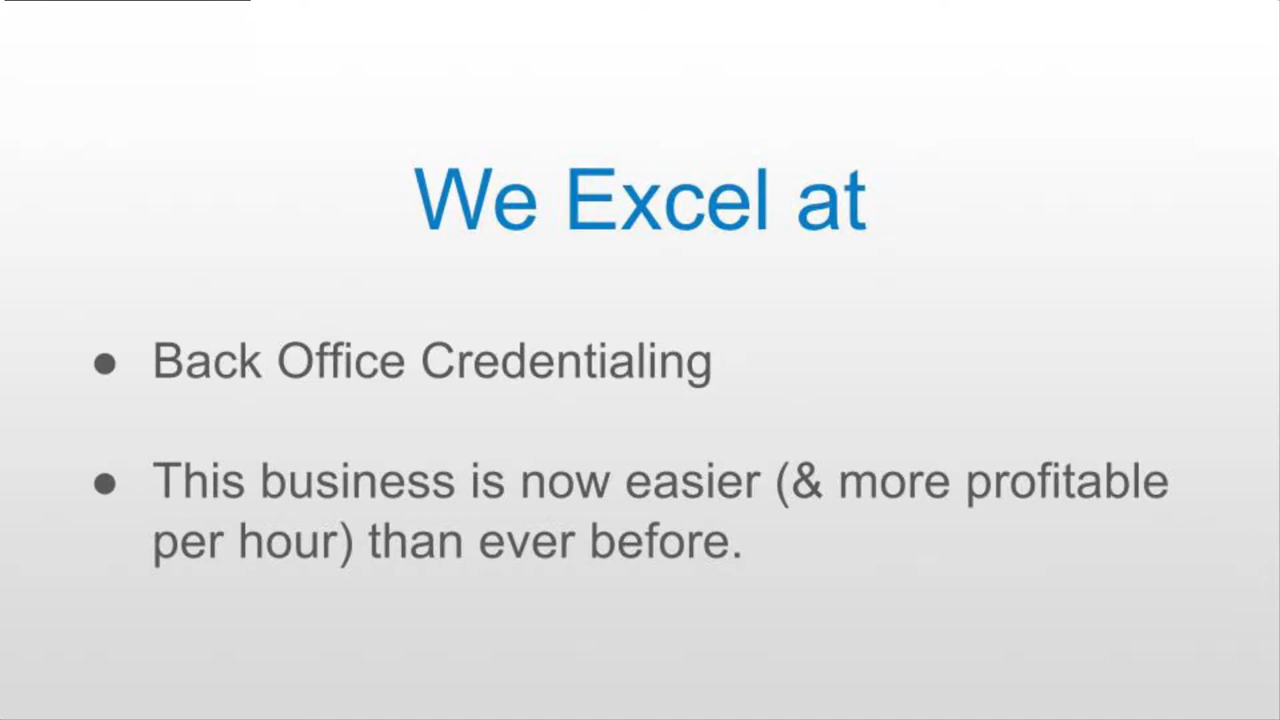 We Excel at
● Back Office Credentialing
● This business is now easier (& more profitable
per hour) than ever before.